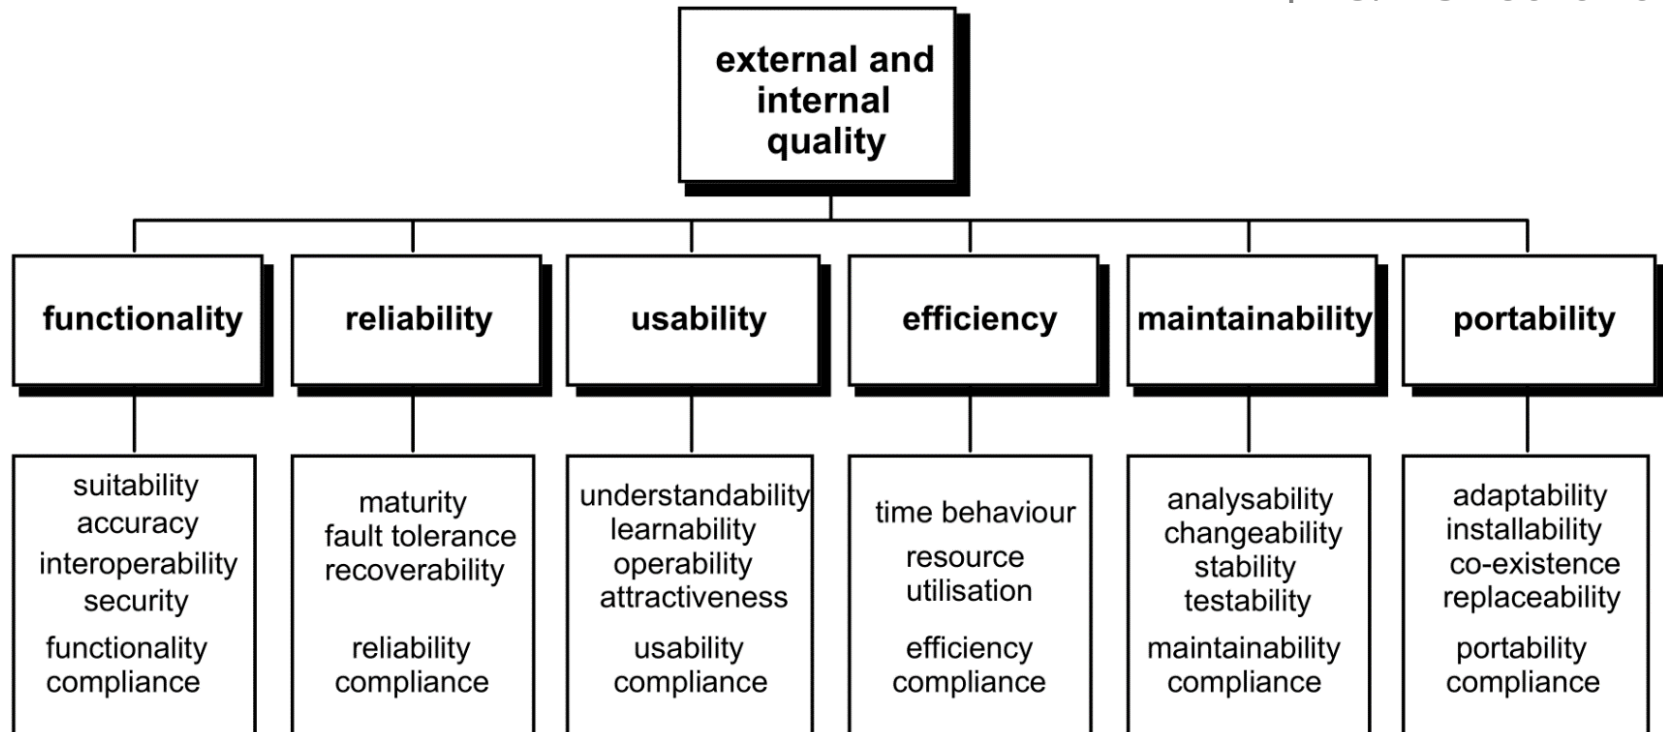 external and
internal
quality
functionality
reliability
usability
efficiency
maintainability
portability
suitability
accuracy
interoperability
security
functionality
compliance
maturity
fault tolerance
recoverability
reliability
compliance
understandability
learnability
operability
attractiveness
usability
compliance
time behaviour
resource
utilisation
efficiency
compliance
analysability
changeability
stability
testability
maintainability
compliance
adaptability
installability
co-existence
replaceability
portability
compliance